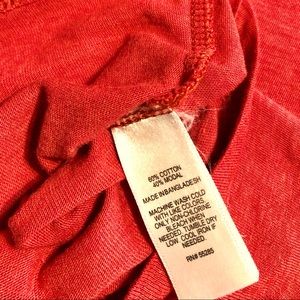 60% COTTON
40% MODAL
MADE IN BANGLADESH
MACHINE WASH COLD
WITH LIKE COLORS
ONLY NON-CHLORINE
BLEACH WHEN
NEEDED, TUMBLE DRY
LOW COOL IRON IF
NEEDED.
RN# 55285